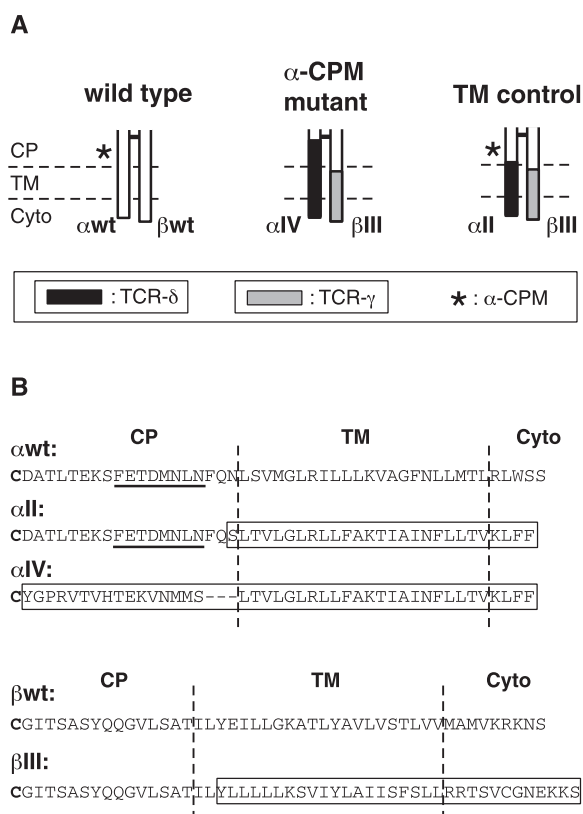 A
wild type
α-CPM
mutant
TM control
CP
TM
Cyto
*
*
αwt
βwt
αIV
βIII
αII
βIII
: TCR-δ
: TCR-γ
* : α-CPM
B
CP TM Cyto
αwt:
CDATLTEKSFETDMNLNFQNLSVMGLRILLLKVAGFNLLMTLRLWSS
αII:
CDATLTEKSFETDMNLNFQSLTVLGLRLLFAKTIAINFLLTVKLFF
αIV:
CYGPRVTVHTEKVNMMS---LTVLGLRLLFAKTIAINFLLTVKLFF
CP TM Cyto
βwt:
CGITSASYQQGVLSATILYEILLGKATLYAVLVSTLVVMAMVKRKNS
βIII:
CGITSASYQQGVLSATILYLLLLLKSVIYLAIISFSLLRRTSVCGNEKKS